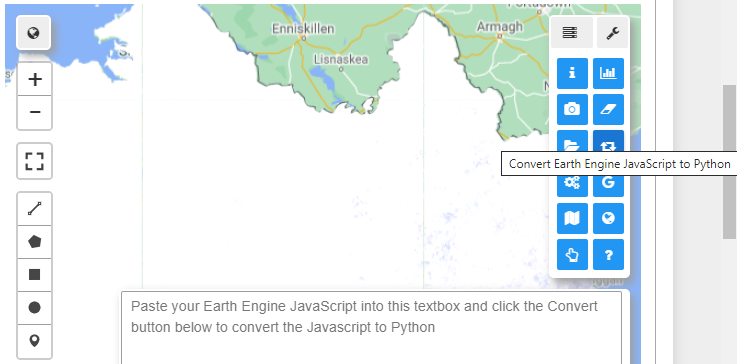 Enniskillen
Armagh
Lisnaskea
Convert Earth Engine JavaScript to Python
Paste your Earth Engine JavaScript into this textbox and click the Convert
button below to convert the Javascript to Python